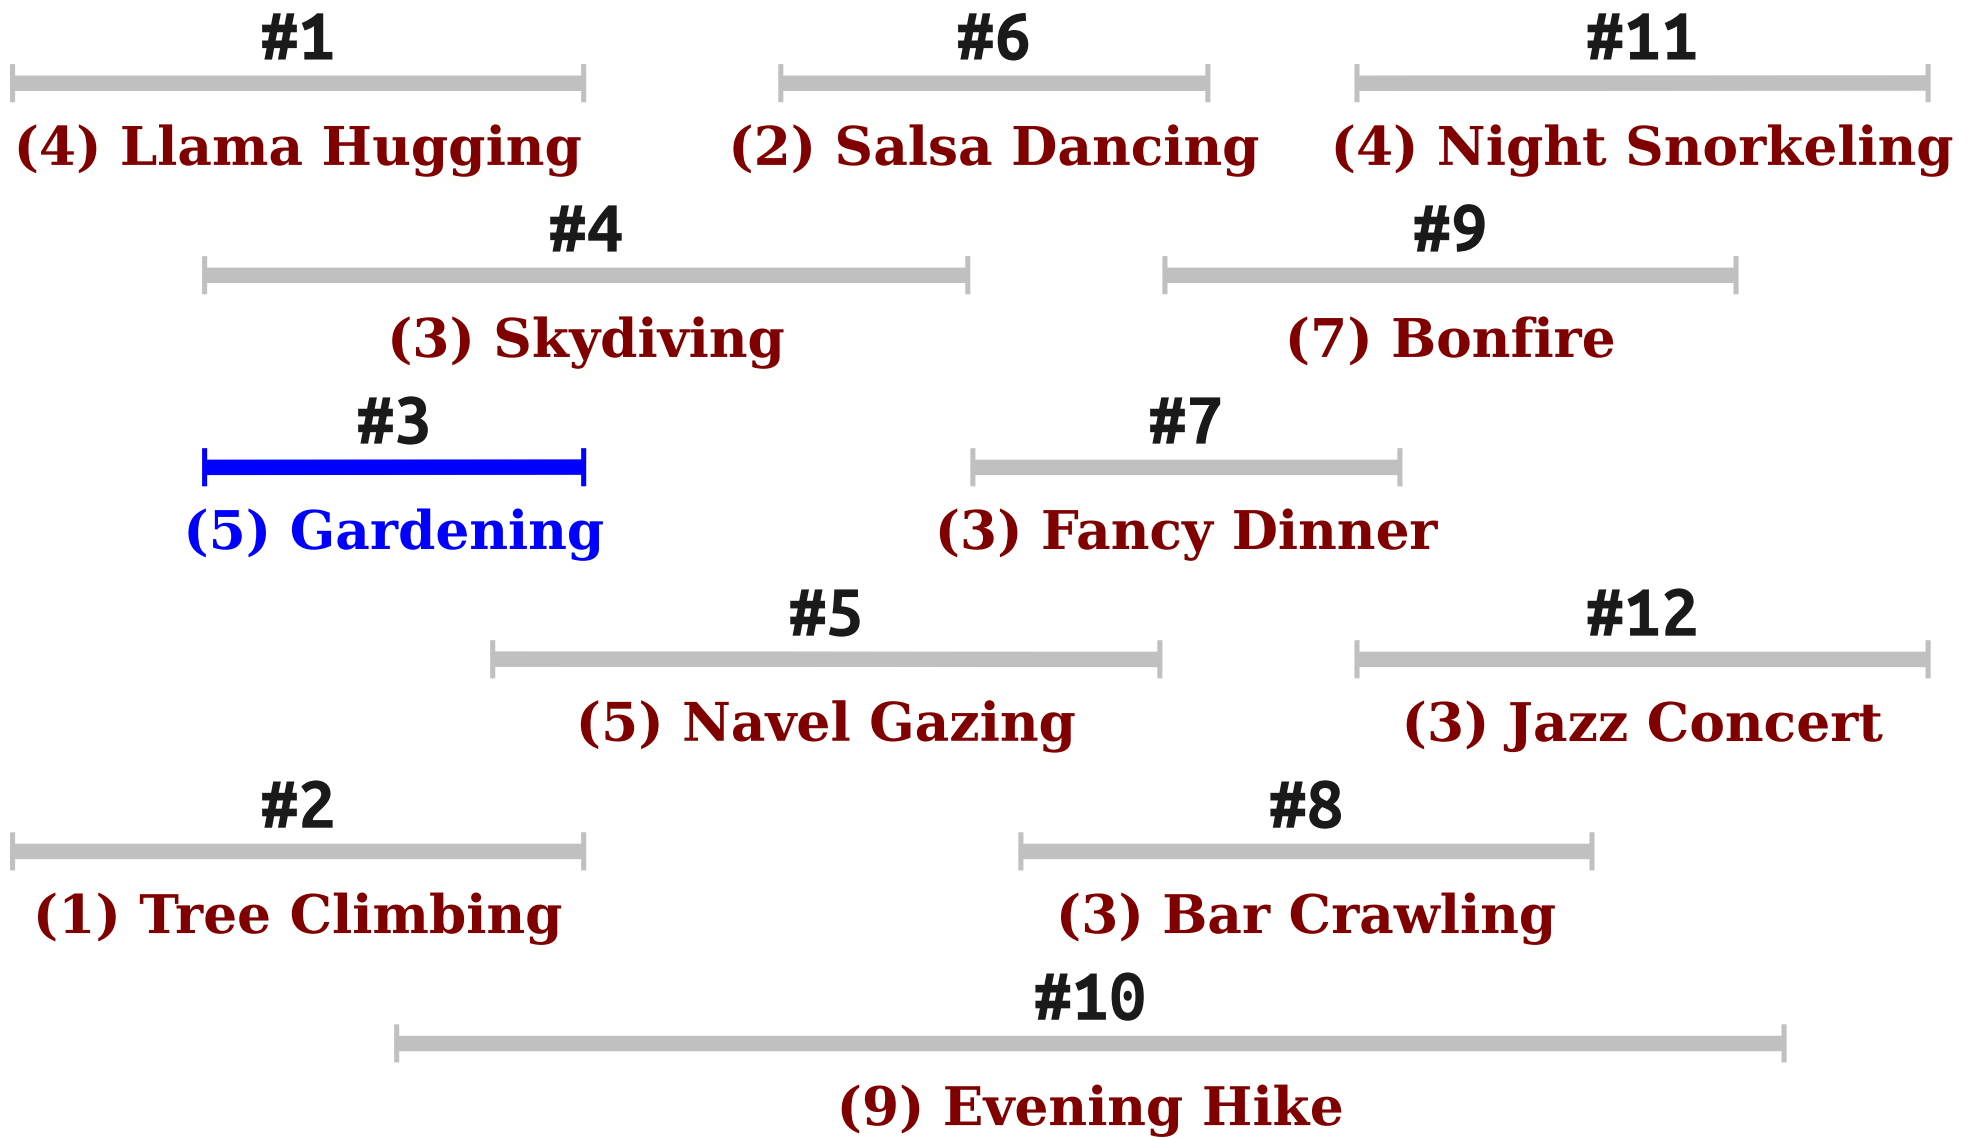 #1 #6 #11
(4) Llama Hugging (2) Salsa Dancing (4) Night Snorkeling
#4 #9
(3) Skydiving (7) Bonfire
#3 #7
(5) Gardening (3) Fancy Dinner
#5 #12
(5) Navel Gazing (3) Jazz Concert
#2 #8
(1) Tree Climbing (3) Bar Crawling
#10
(9) Evening Hike